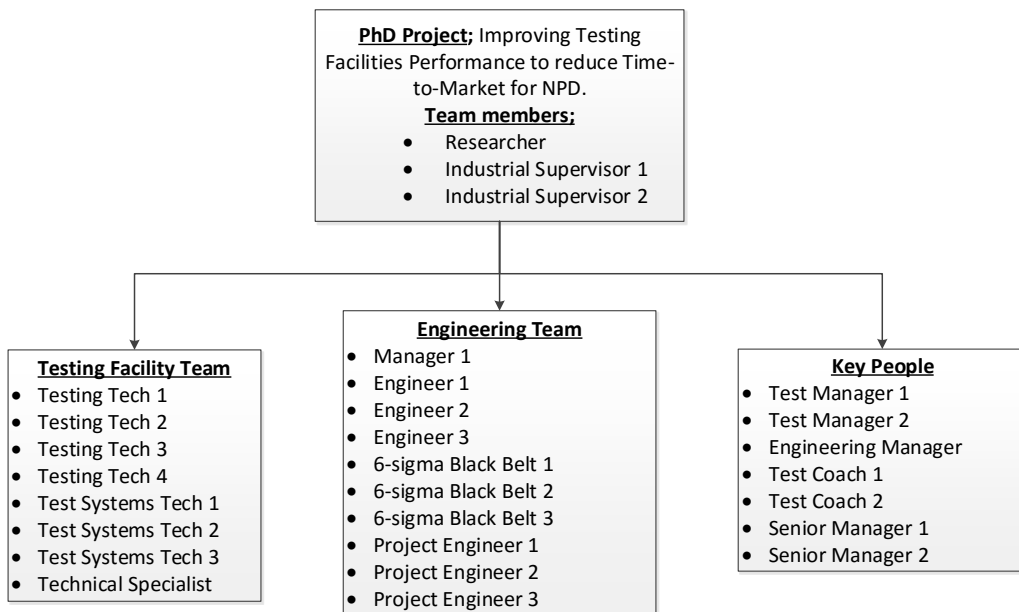 PhD Project; Improving Testing
Facilities Performance to reduce Time-
to-Market for NPD.
Team members;
• Researcher
• Industrial Supervisor 1
• Industrial Supervisor 2
Testing Facility Team
• Testing Tech 1
• Testing Tech 2
• Testing Tech 3
• Testing Tech 4
• Test Systems Tech 1
• Test Systems Tech 2
• Test Systems Tech 3
• Technical Specialist
Engineering Team
• Manager 1
• Engineer 1
• Engineer 2
• Engineer 3
• 6-sigma Black Belt 1
• 6-sigma Black Belt 2
• 6-sigma Black Belt 3
• Project Engineer 1
• Project Engineer 2
• Project Engineer 3
Key People
• Test Manager 1
• Test Manager 2
• Engineering Manager
• Test Coach 1
• Test Coach 2
• Senior Manager 1
• Senior Manager 2